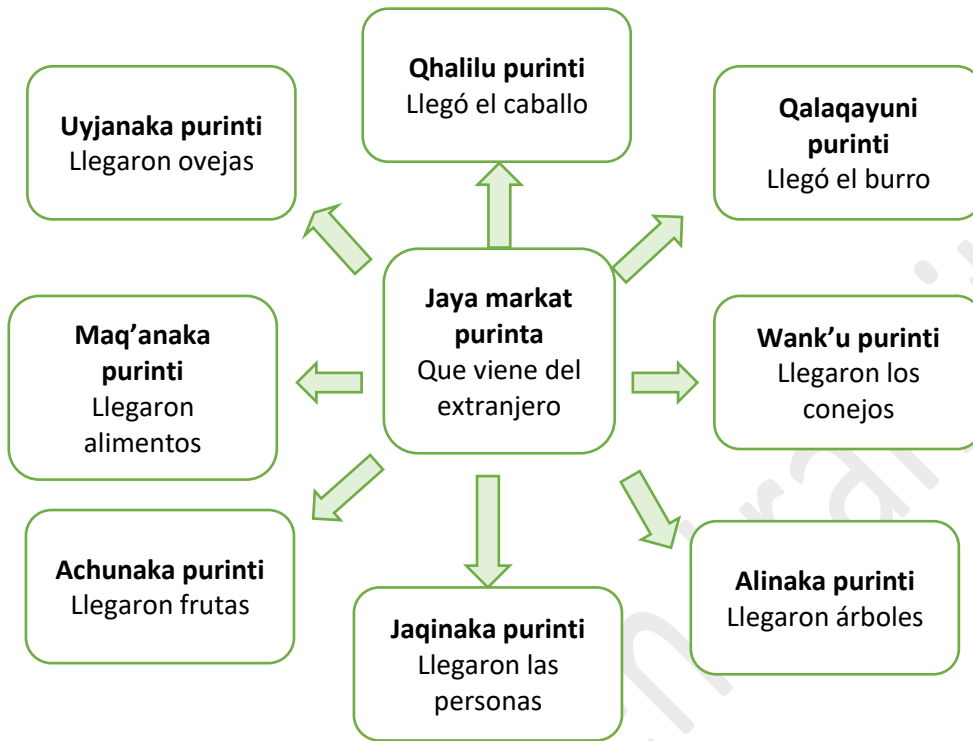 Qhalilu purinti
Llegó el caballo
Uyjanaka purinti
Llegaron ovejas
Qalaqayuni
purinti
Llegó el burro
Jaya markat
purinta
Que viene del
extranjero
Maq’anaka
purinti
Llegaron
alimentos
Wank’u purinti
Llegaron los
conejos
Achunaka purinti
Llegaron frutas
Jaqinaka purinti
Llegaron las
personas
Alinaka purinti
Llegaron árboles